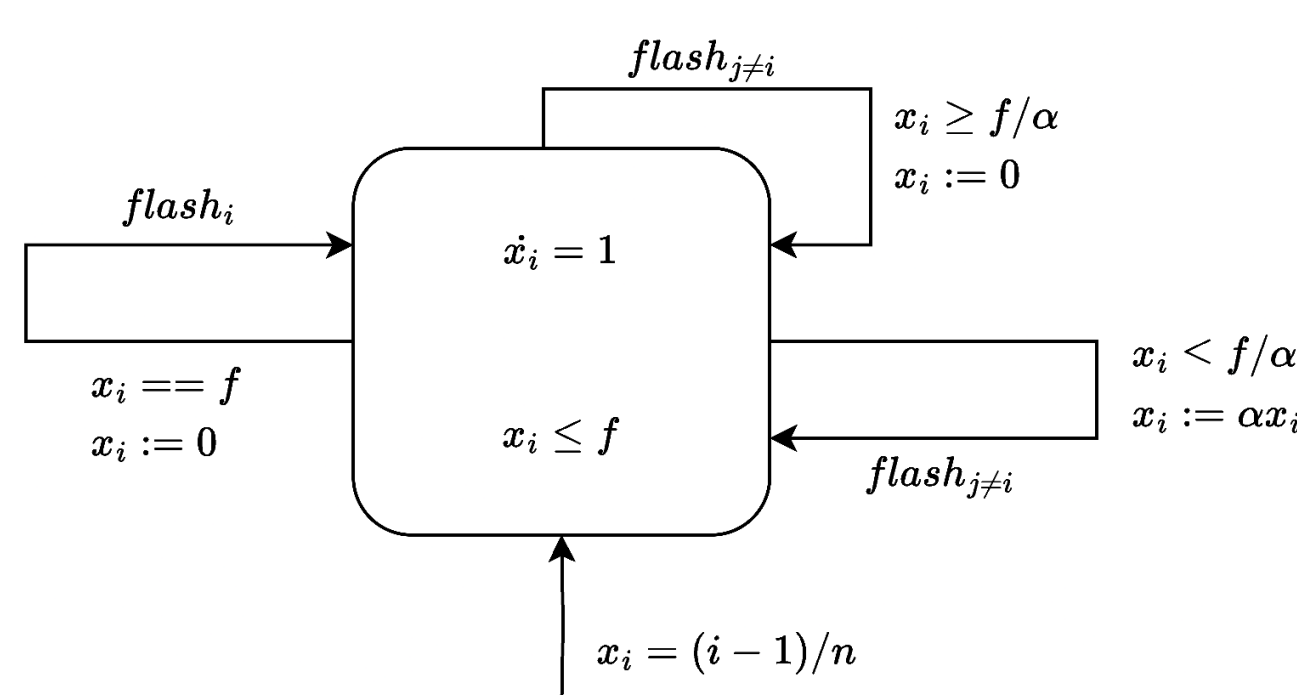 flash_{j≠i}
x_i ≥ f/α
x_i := 0
flash_i
ẋ_i = 1
x_i == f
x_i := 0
x_i ≤ f
x_i < f/α
x_i := αx_i
flash_{j≠i}
x_i = (i − 1)/n